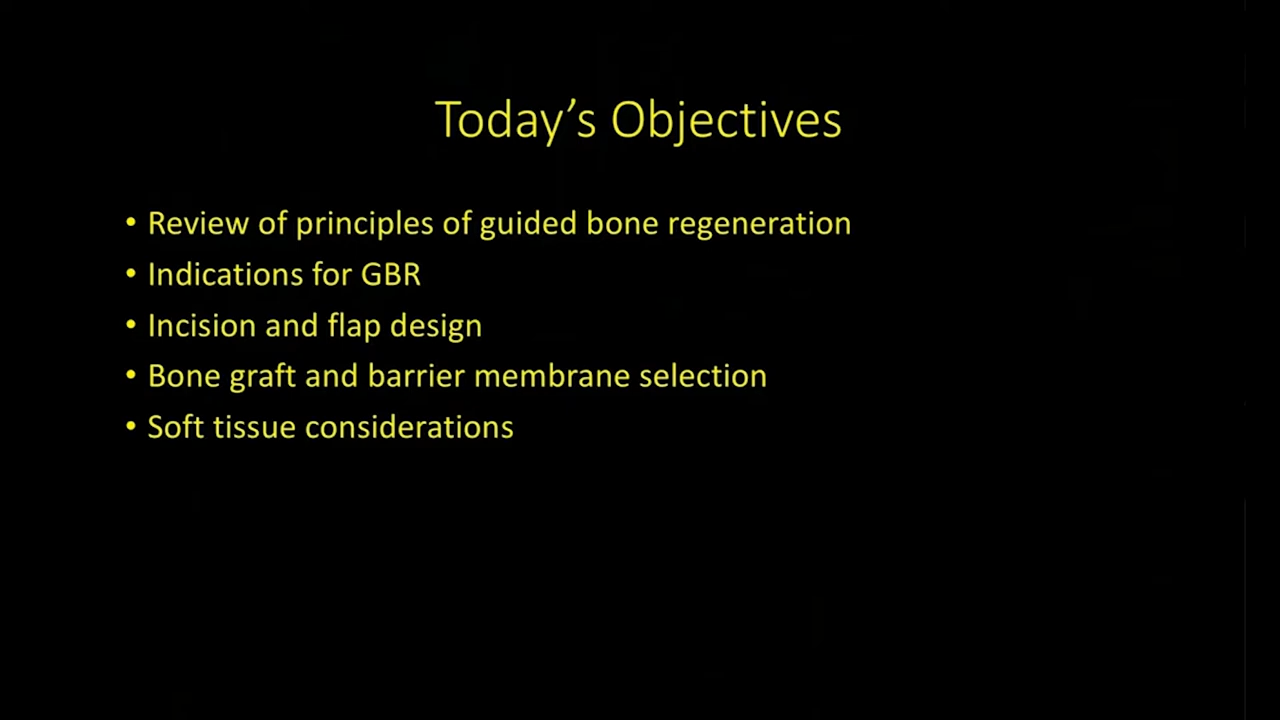 Today’s Objectives
• Review of principles of guided bone regeneration
• Indications for GBR
• Incision and flap design
• Bone graft and barrier membrane selection
• Soft tissue considerations